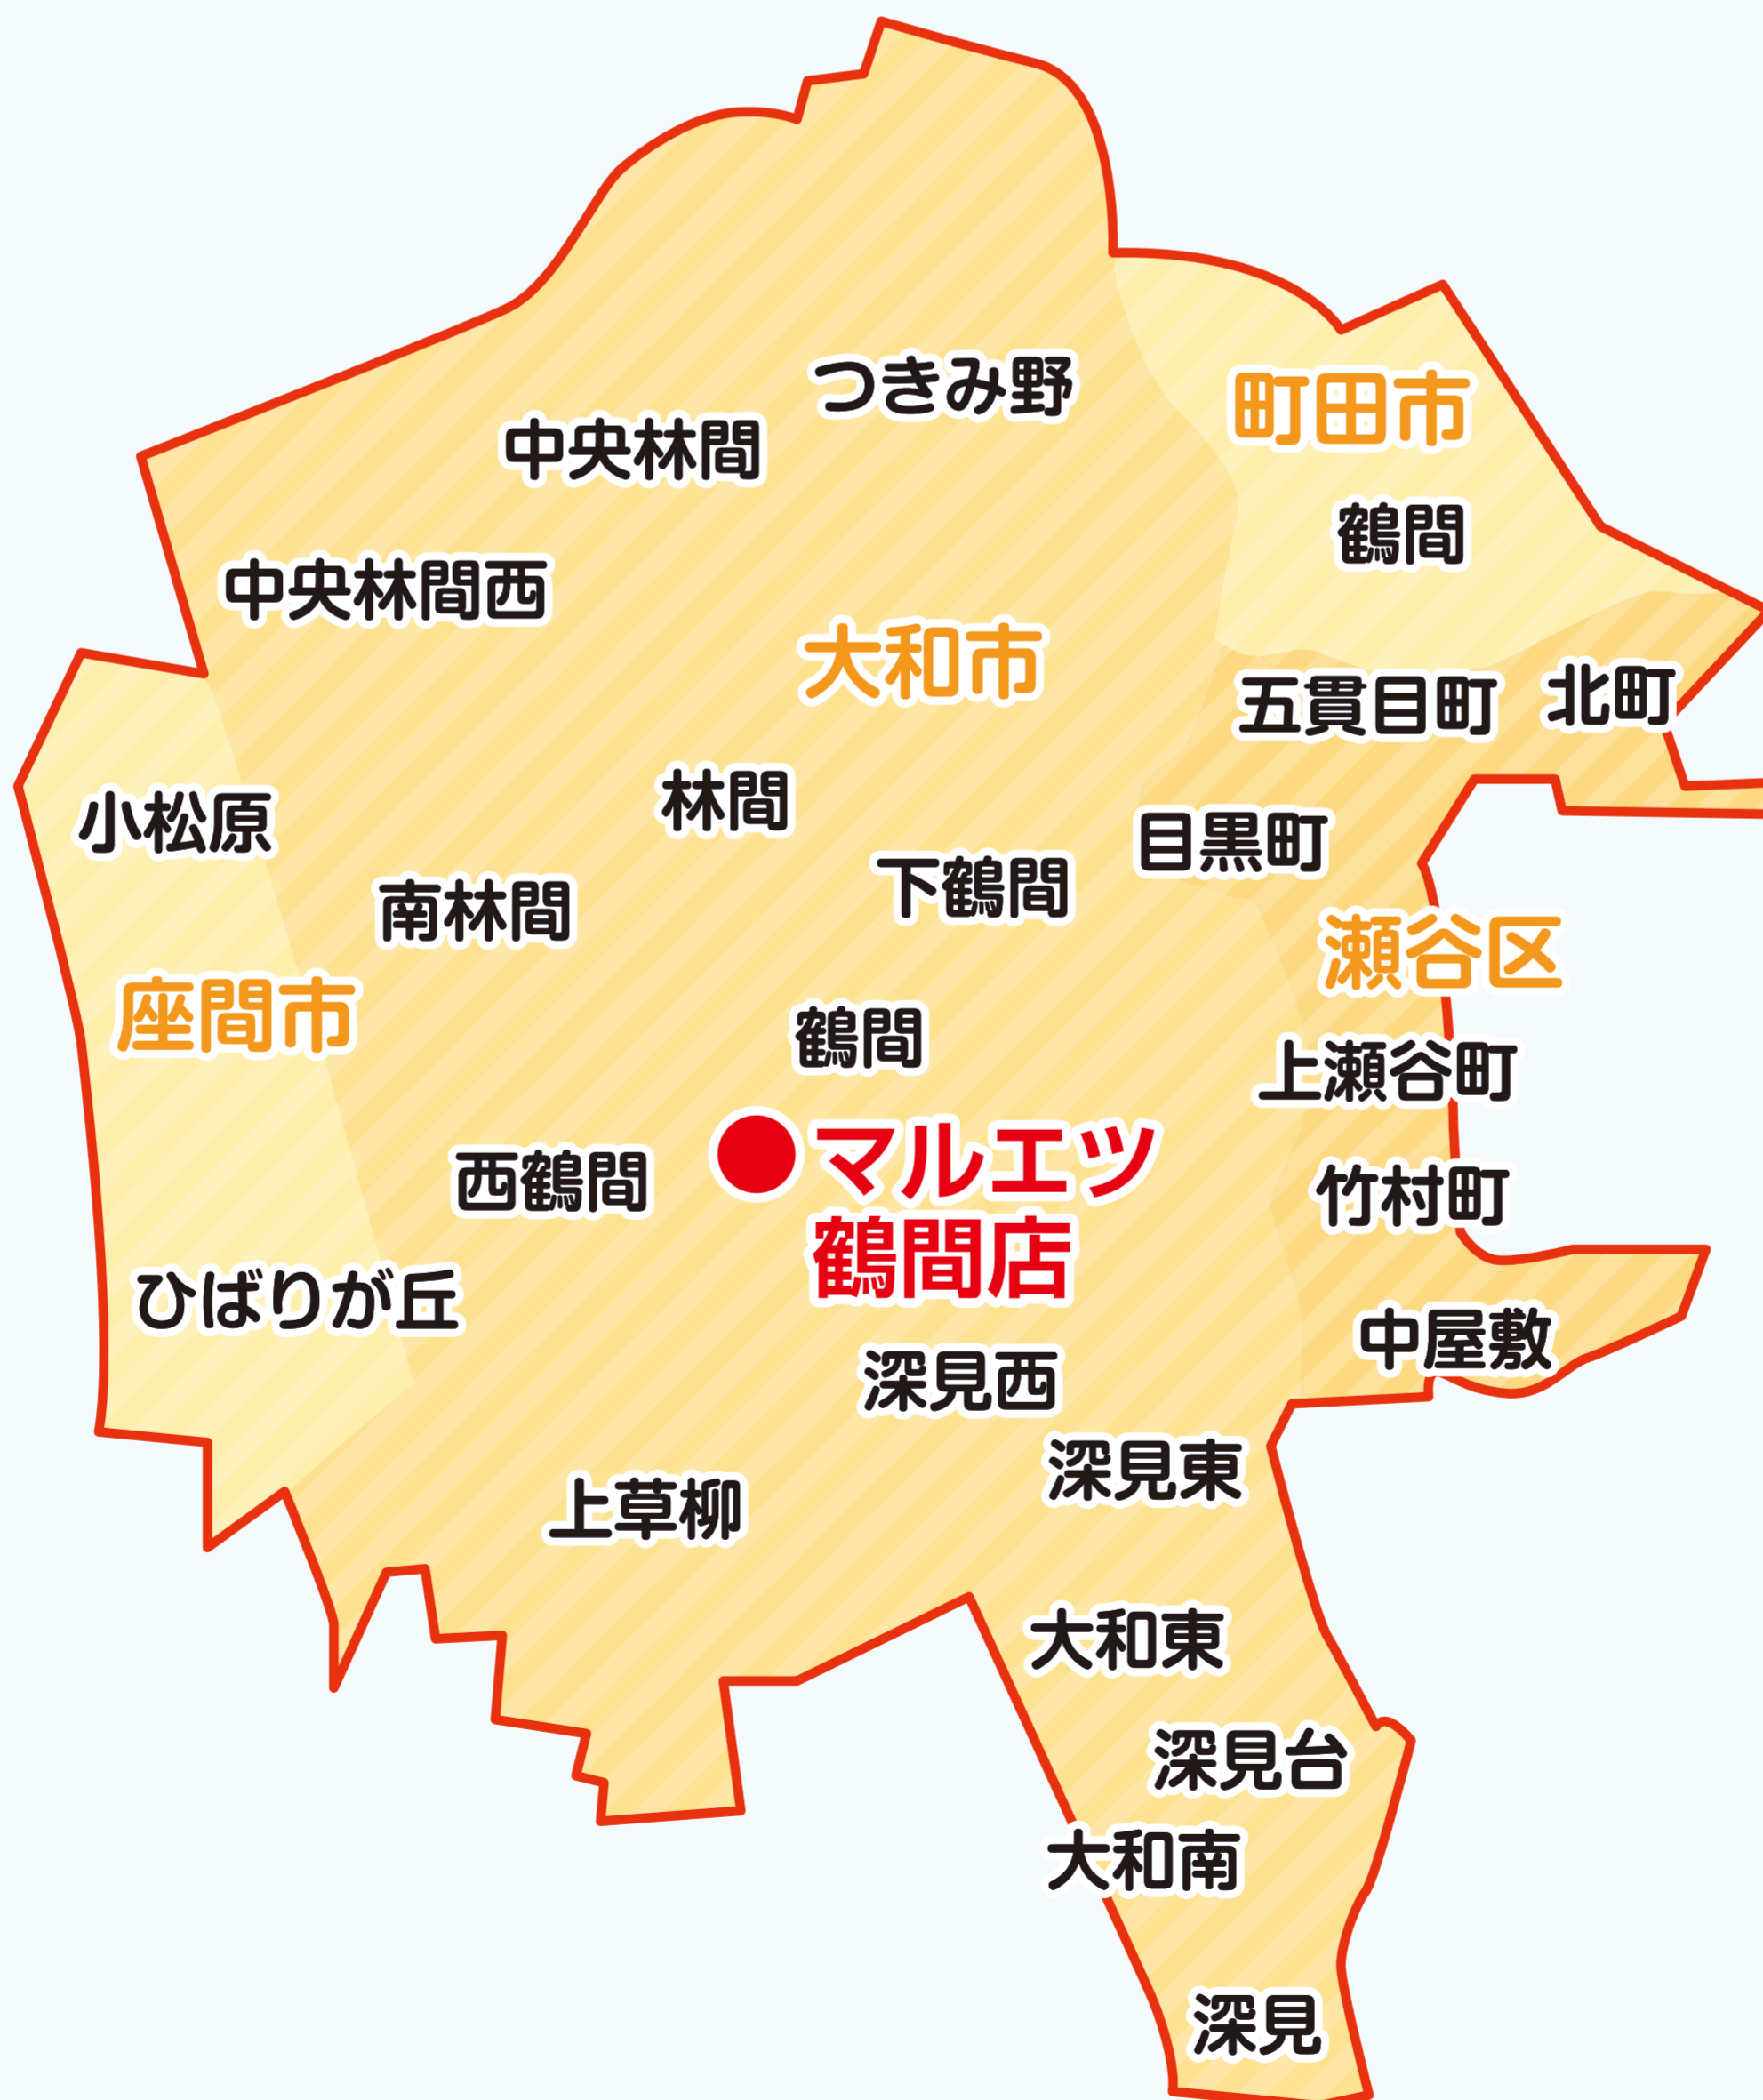 つきみ野
町田市
中央林間
鶴間
中央林間西
大和市
五貫目町
北町
小松原
林間
目黒町
下鶴間
南林間
瀬谷区
座間市
鶴間
上瀬谷町
マルエツ
鶴間店
西鶴間
竹村町
ひばりが丘
中屋敷
深見西
深見東
上草柳
大和東
深見台
大和南
深見